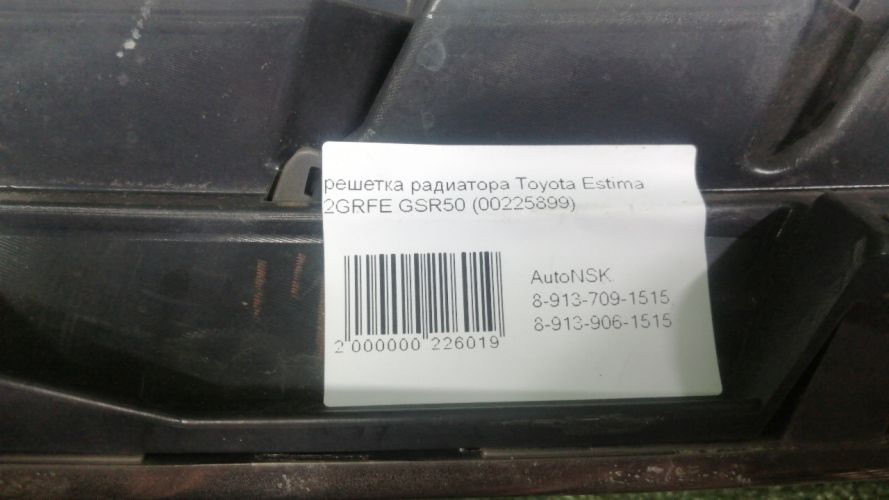 решетка радиатора Toyota Estima
2GRFE GSR50 (00225899)
AutoNSK
8-913-709-1515,
8-913-906-1515
2 000000 226019